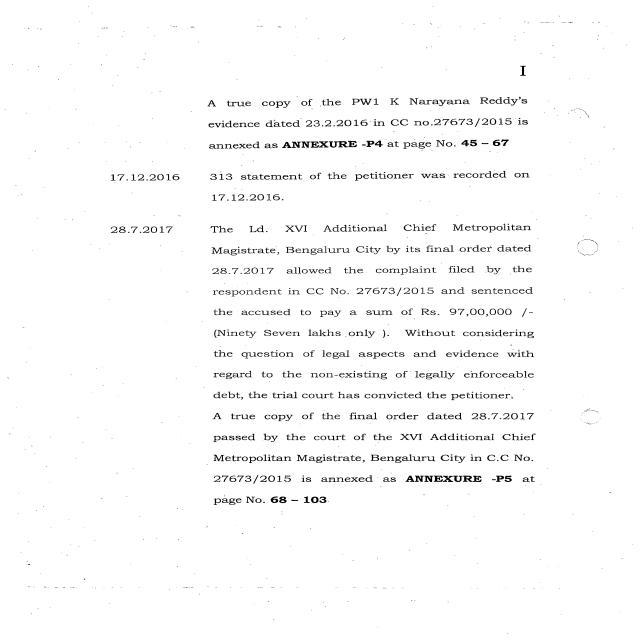 I
A true copy of the PW1 K Narayana Reddy's
evidence dated 23.2.2016 in CC no.27673/2015 is
annexed as ANNEXURE -P4 at page No. 45 – 67
17.12.2016 313 statement of the petitioner was recorded on
17.12.2016.
28.7.2017 The Ld. XVI Additional Chief Metropolitan
Magistrate, Bengaluru City by its final order dated
28.7.2017 allowed the complaint filed by the
respondent in CC No. 27673/2015 and sentenced
the accused to pay a sum of Rs. 97,00,000 /-
(Ninety Seven lakhs only ). Without considering
the question of legal aspects and evidence with
regard to the non-existing of legally enforceable
debt, the trial court has convicted the petitioner.
A true copy of the final order dated 28.7.2017
passed by the court of the XVI Additional Chief
Metropolitan Magistrate, Bengaluru City in C.C No.
27673/2015 is annexed as ANNEXURE -P5 at
page No. 68 – 103